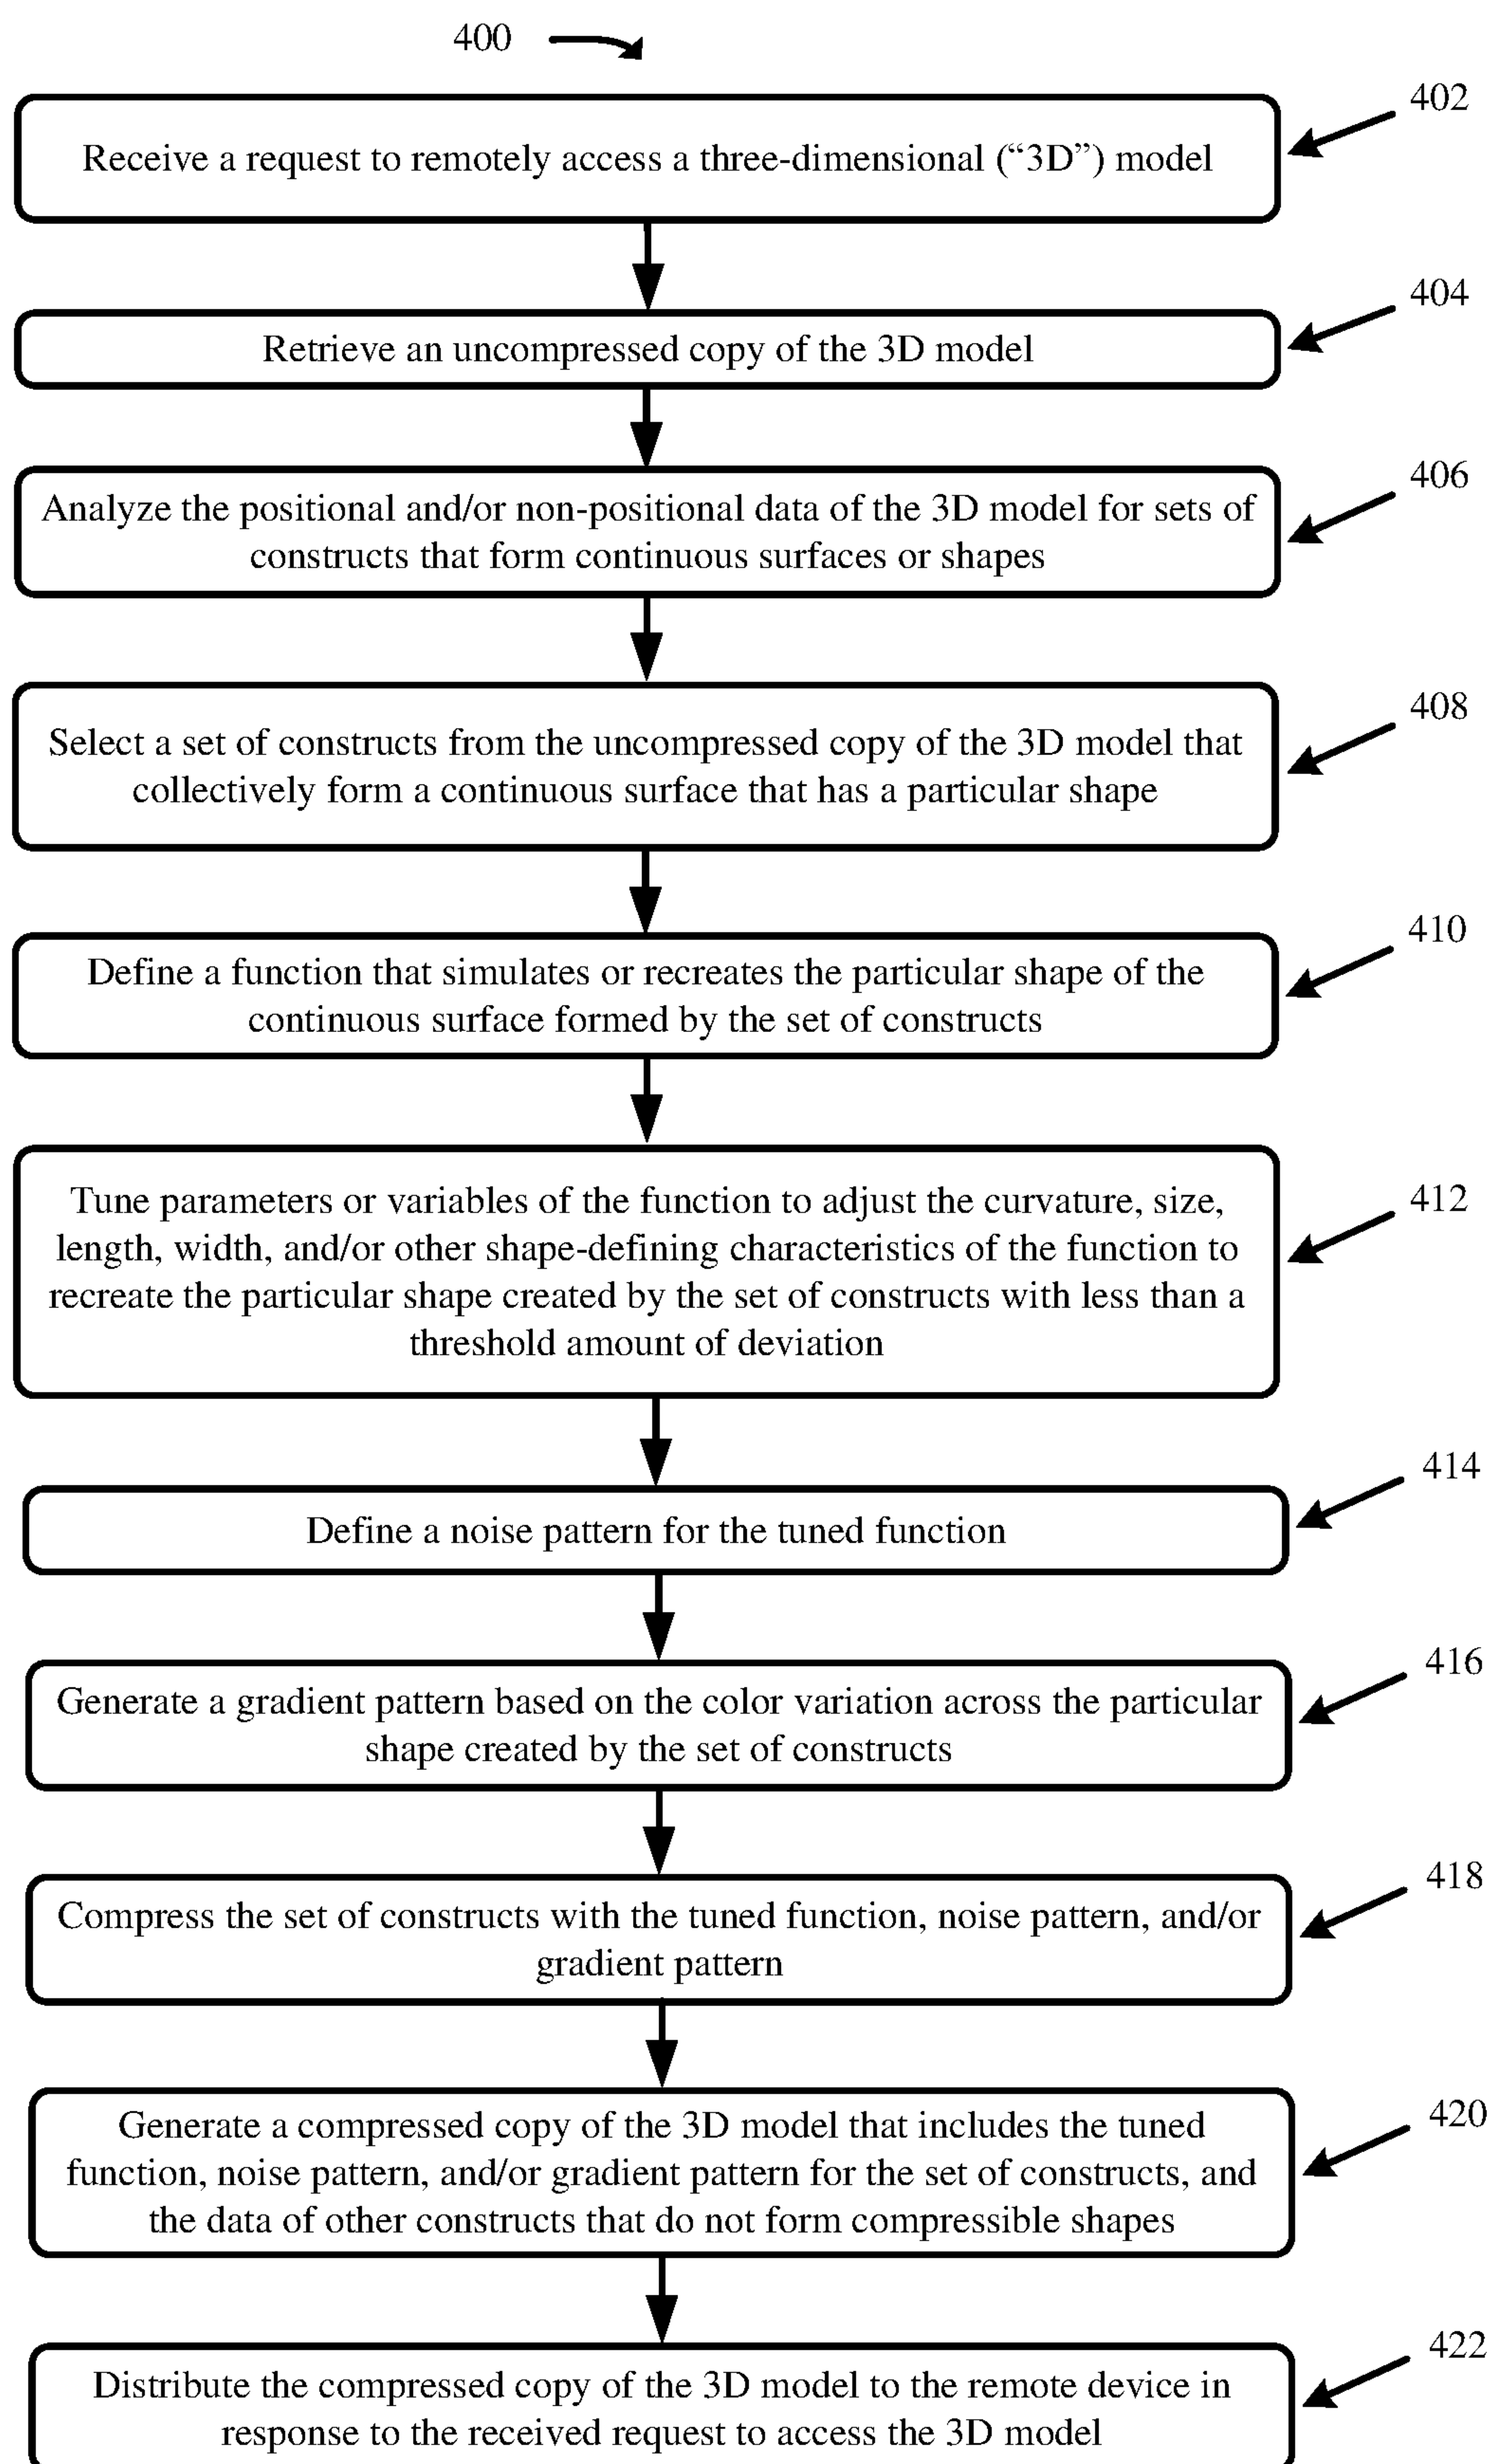 400
402
Receive a request to remotely access a three-dimensional (“3D”) model
404
Retrieve an uncompressed copy of the 3D model
406
Analyze the positional and/or non-positional data of the 3D model for sets of
constructs that form continuous surfaces or shapes
408
Select a set of constructs from the uncompressed copy of the 3D model that
collectively form a continuous surface that has a particular shape
410
Define a function that simulates or recreates the particular shape of the
continuous surface formed by the set of constructs
412
Tune parameters or variables of the function to adjust the curvature, size,
length, width, and/or other shape-defining characteristics of the function to
recreate the particular shape created by the set of constructs with less than a
threshold amount of deviation
414
Define a noise pattern for the tuned function
416
Generate a gradient pattern based on the color variation across the particular
shape created by the set of constructs
418
Compress the set of constructs with the tuned function, noise pattern, and/or
gradient pattern
420
Generate a compressed copy of the 3D model that includes the tuned
function, noise pattern, and/or gradient pattern for the set of constructs, and
the data of other constructs that do not form compressible shapes
422
Distribute the compressed copy of the 3D model to the remote device in
response to the received request to access the 3D model